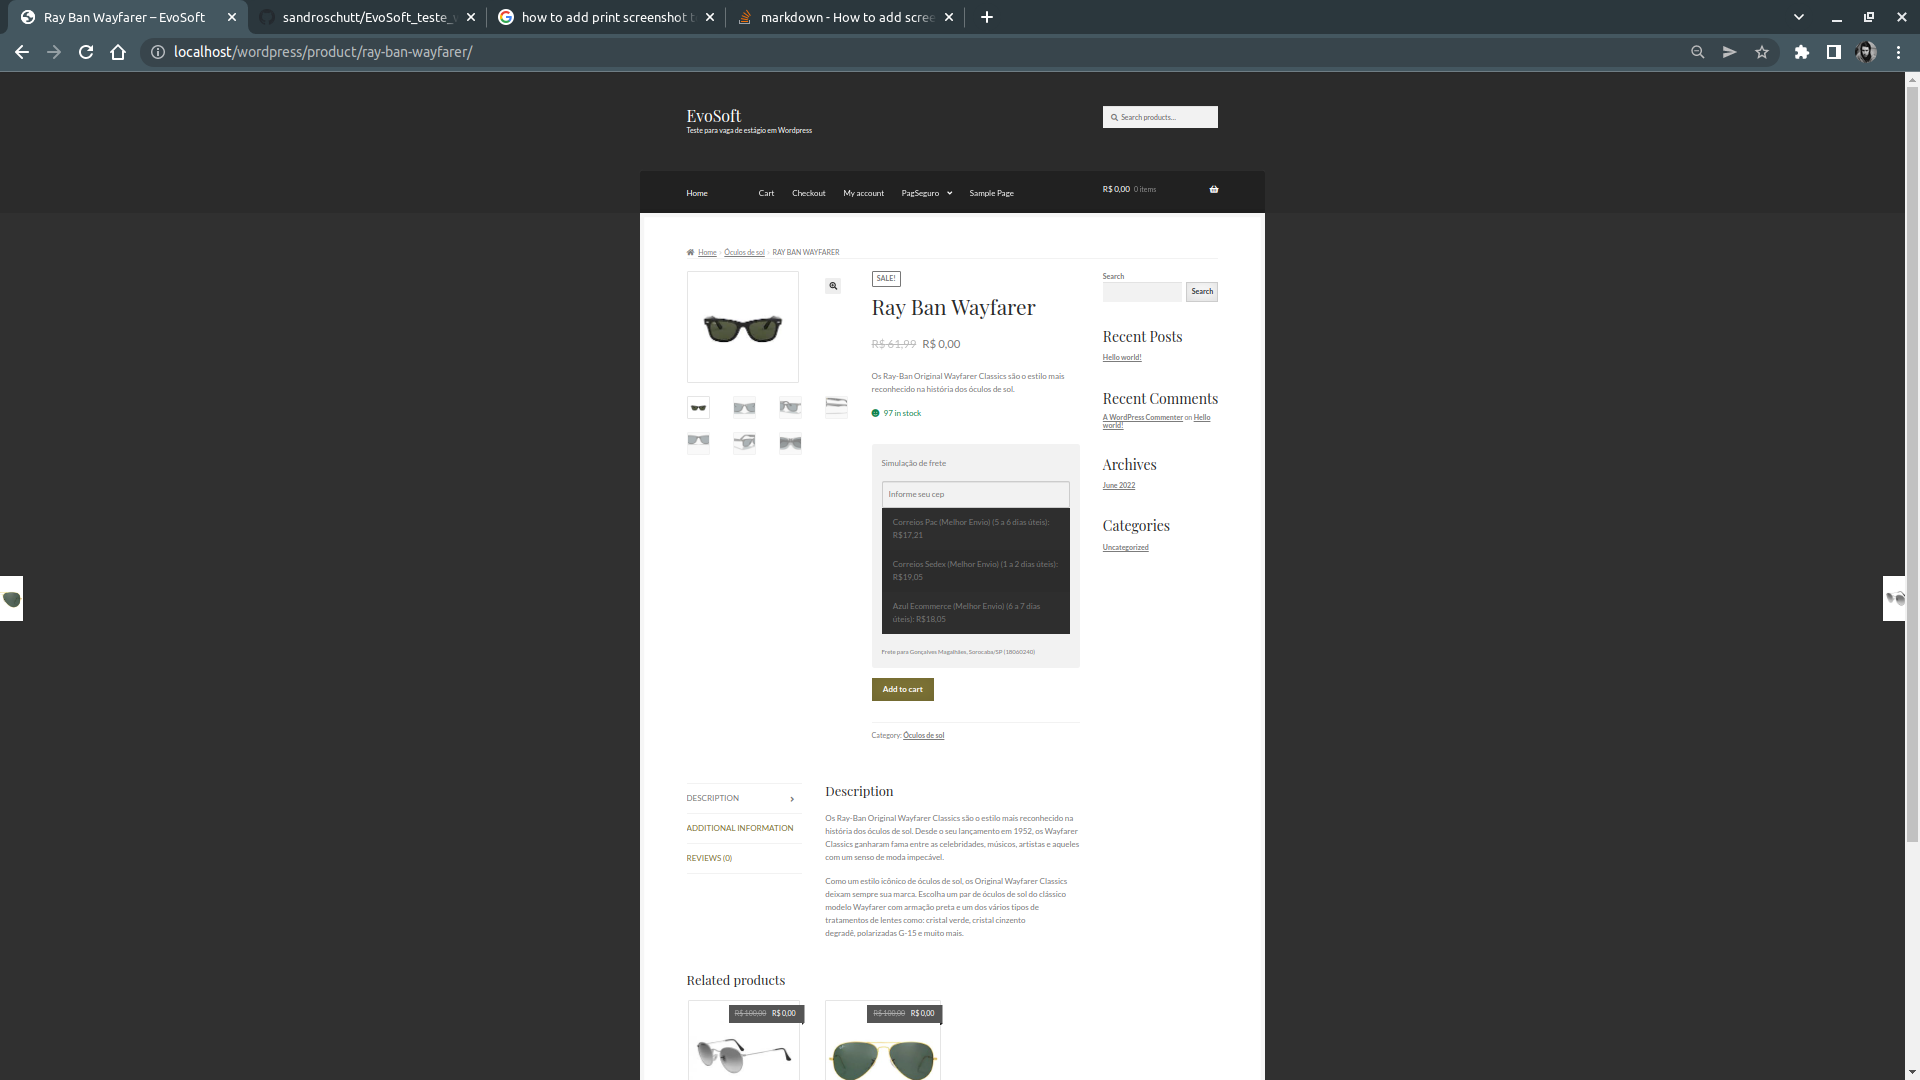 Ray Ban Wayfarer – EvoSoft
sandroschutt/EvoSoft_teste_
how to add print screenshot t
markdown - How to add scree
localhost/wordpress/product/ray-ban-wayfarer/
EvoSoft
Teste para vaga de estágio em Wordpress
Search products…
Home
Cart
Checkout
My account
PagSeguro
Sample Page
R$ 0,00 0 items
Home › Óculos de sol › RAY BAN WAYFARER
SALE!
Ray Ban Wayfarer
R$ 61,99 R$ 0,00
Os Ray-Ban Original Wayfarer Classics são o estilo mais
reconhecido na história dos óculos de sol.
97 in stock
Simulação de frete
Informe seu cep
Correios Pac (Melhor Envio) (5 a 6 dias úteis):
R$17,21
Correios Sedex (Melhor Envio) (1 a 2 dias úteis):
R$19,05
Azul Ecommerce (Melhor Envio) (6 a 7 dias
úteis): R$18,05
Frete para Gonçalves Magalhães, Sorocaba/SP (18060240)
Add to cart
Category: Óculos de sol
Search
Search
Recent Posts
Hello world!
Recent Comments
A WordPress Commenter on Hello
world!
Archives
June 2022
Categories
Uncategorized
DESCRIPTION
ADDITIONAL INFORMATION
REVIEWS (0)
Description
Os Ray-Ban Original Wayfarer Classics são o estilo mais reconhecido na
história dos óculos de sol. Desde o seu lançamento em 1952, os Wayfarer
Classics ganharam fama entre as celebridades, músicos, artistas e aqueles
com um senso de moda impecável.
Como um estilo icônico de óculos de sol, os Original Wayfarer Classics
deixam sempre sua marca. Escolha um par de óculos de sol do clássico
modelo Wayfarer com armação preta e um dos vários tipos de
tratamentos de lentes como: cristal verde, cristal cinzento
degradê, polarizadas G-15 e muito mais.
Related products
R$ 100,00 R$ 0,00
R$ 100,00 R$ 0,00